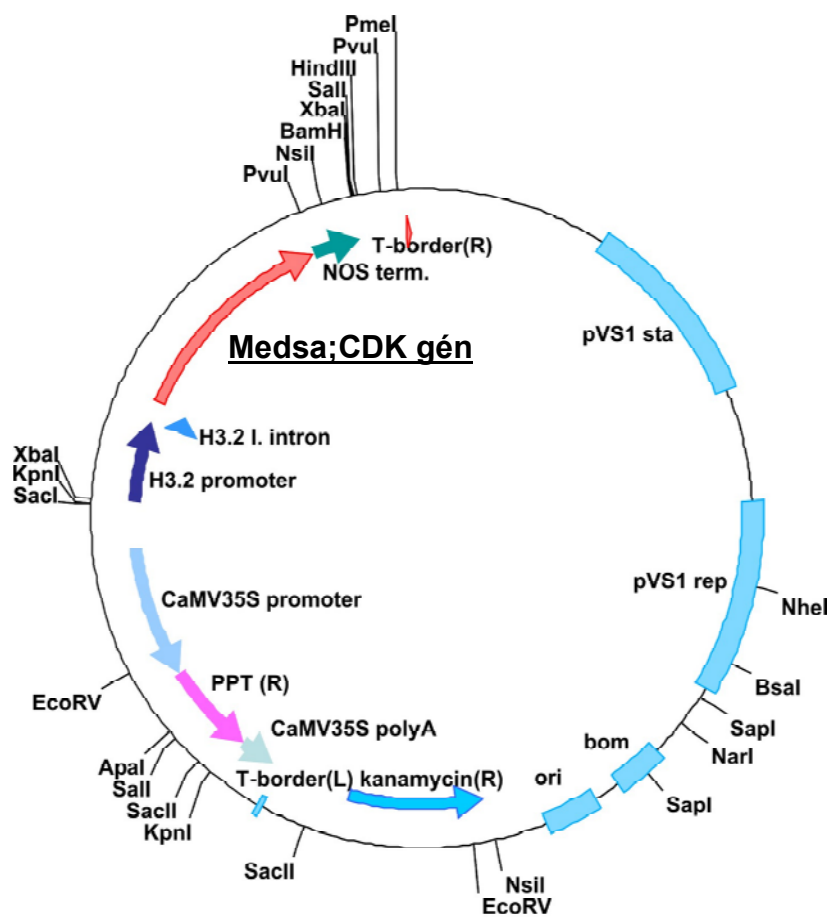 PmeI
PvuI
HindIII
SalI
XbaI
BamHI
NsiI
PvuI
T-border(R)
NOS term.
pVS1 sta
Medsa;CDK gén
H3.2 I. intron
XbaI
KpnI
SacI
H3.2 promoter
pVS1 rep
NheI
CaMV35S promoter
BsaI
PPT (R)
EcoRV
SapI
CaMV35S polyA
bom
NarI
ApaI
SalI
SacII
KpnI
T-border(L) kanamycin(R)
ori
SapI
SacII
NsiI
EcoRV